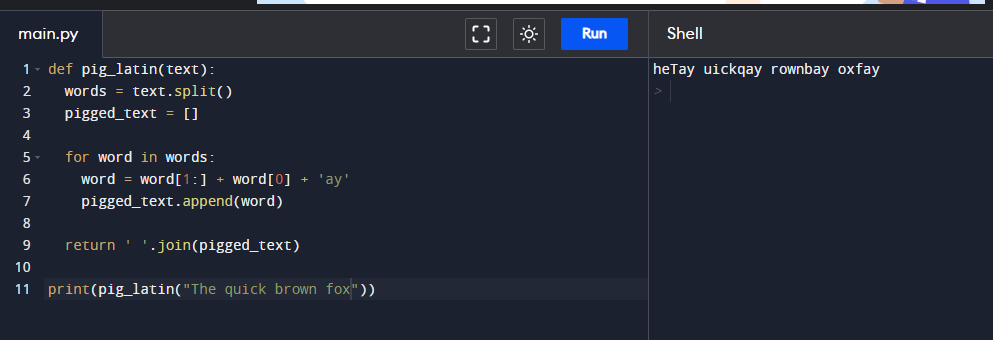 main.py
Run
Shell
1 def pig_latin(text):
2 words = text.split()
3 pigged_text = []
4
5 for word in words:
6 word = word[1:] + word[0] + 'ay'
7 pigged_text.append(word)
8
9 return ' '.join(pigged_text)
10
11 print(pig_latin("The quick brown fox"))
heTay uickqay rownbay oxfay
>